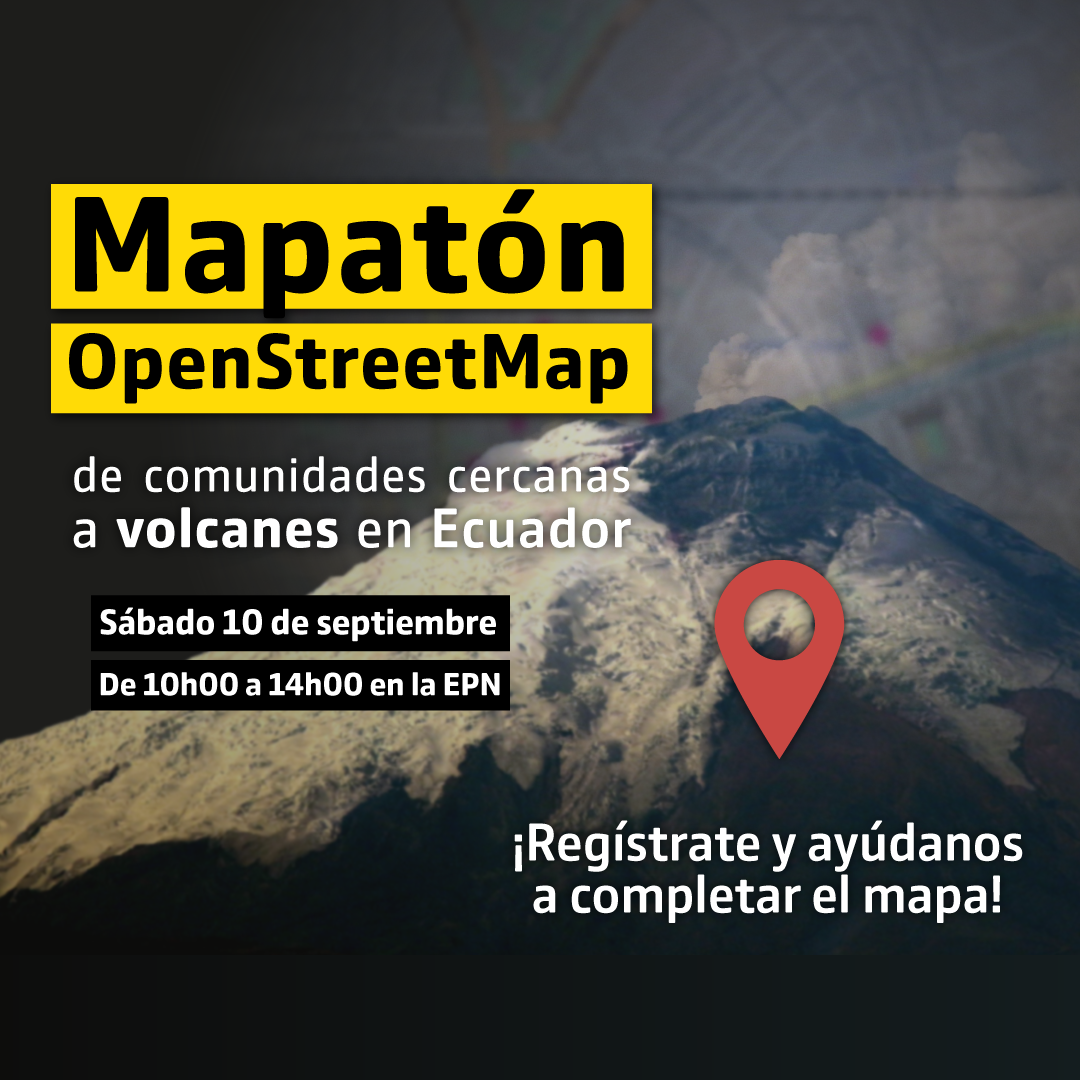 Mapatón
OpenStreetMap
de comunidades cercanas
a volcanes en Ecuador
Sábado 10 de septiembre
De 10h00 a 14h00 en la EPN
¡Regístrate y ayúdanos
a completar el mapa!